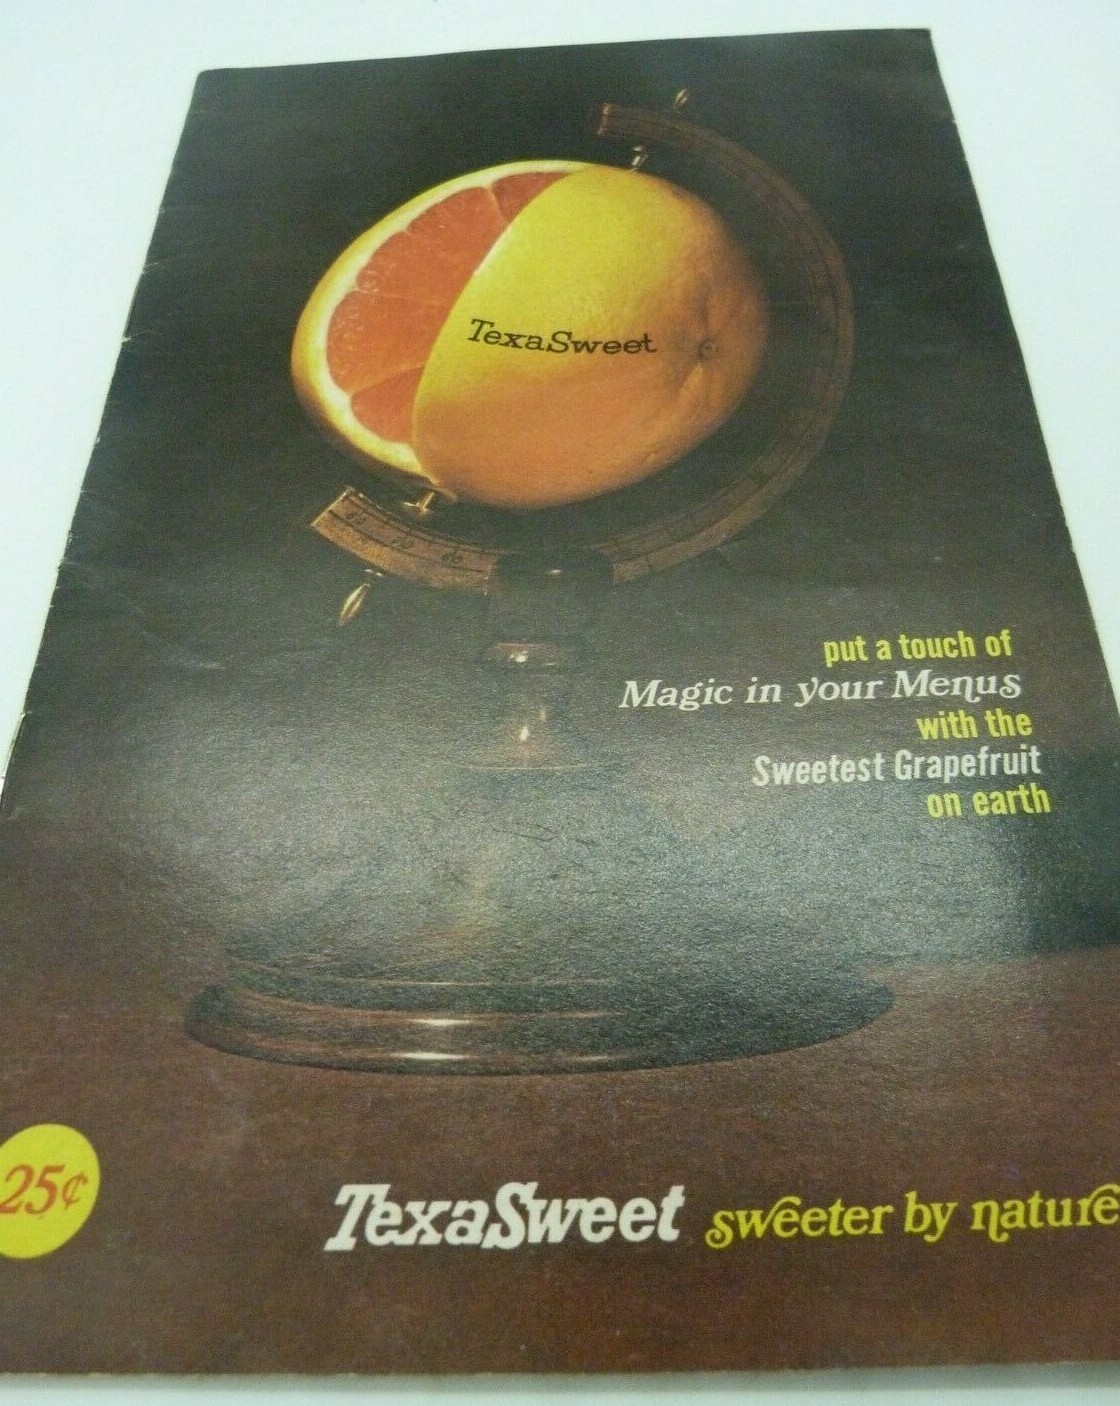 TexaSweet
put a touch of
Magic in your Menus
with the
Sweetest Grapefruit
on earth
25¢
TexaSweet sweeter by nature